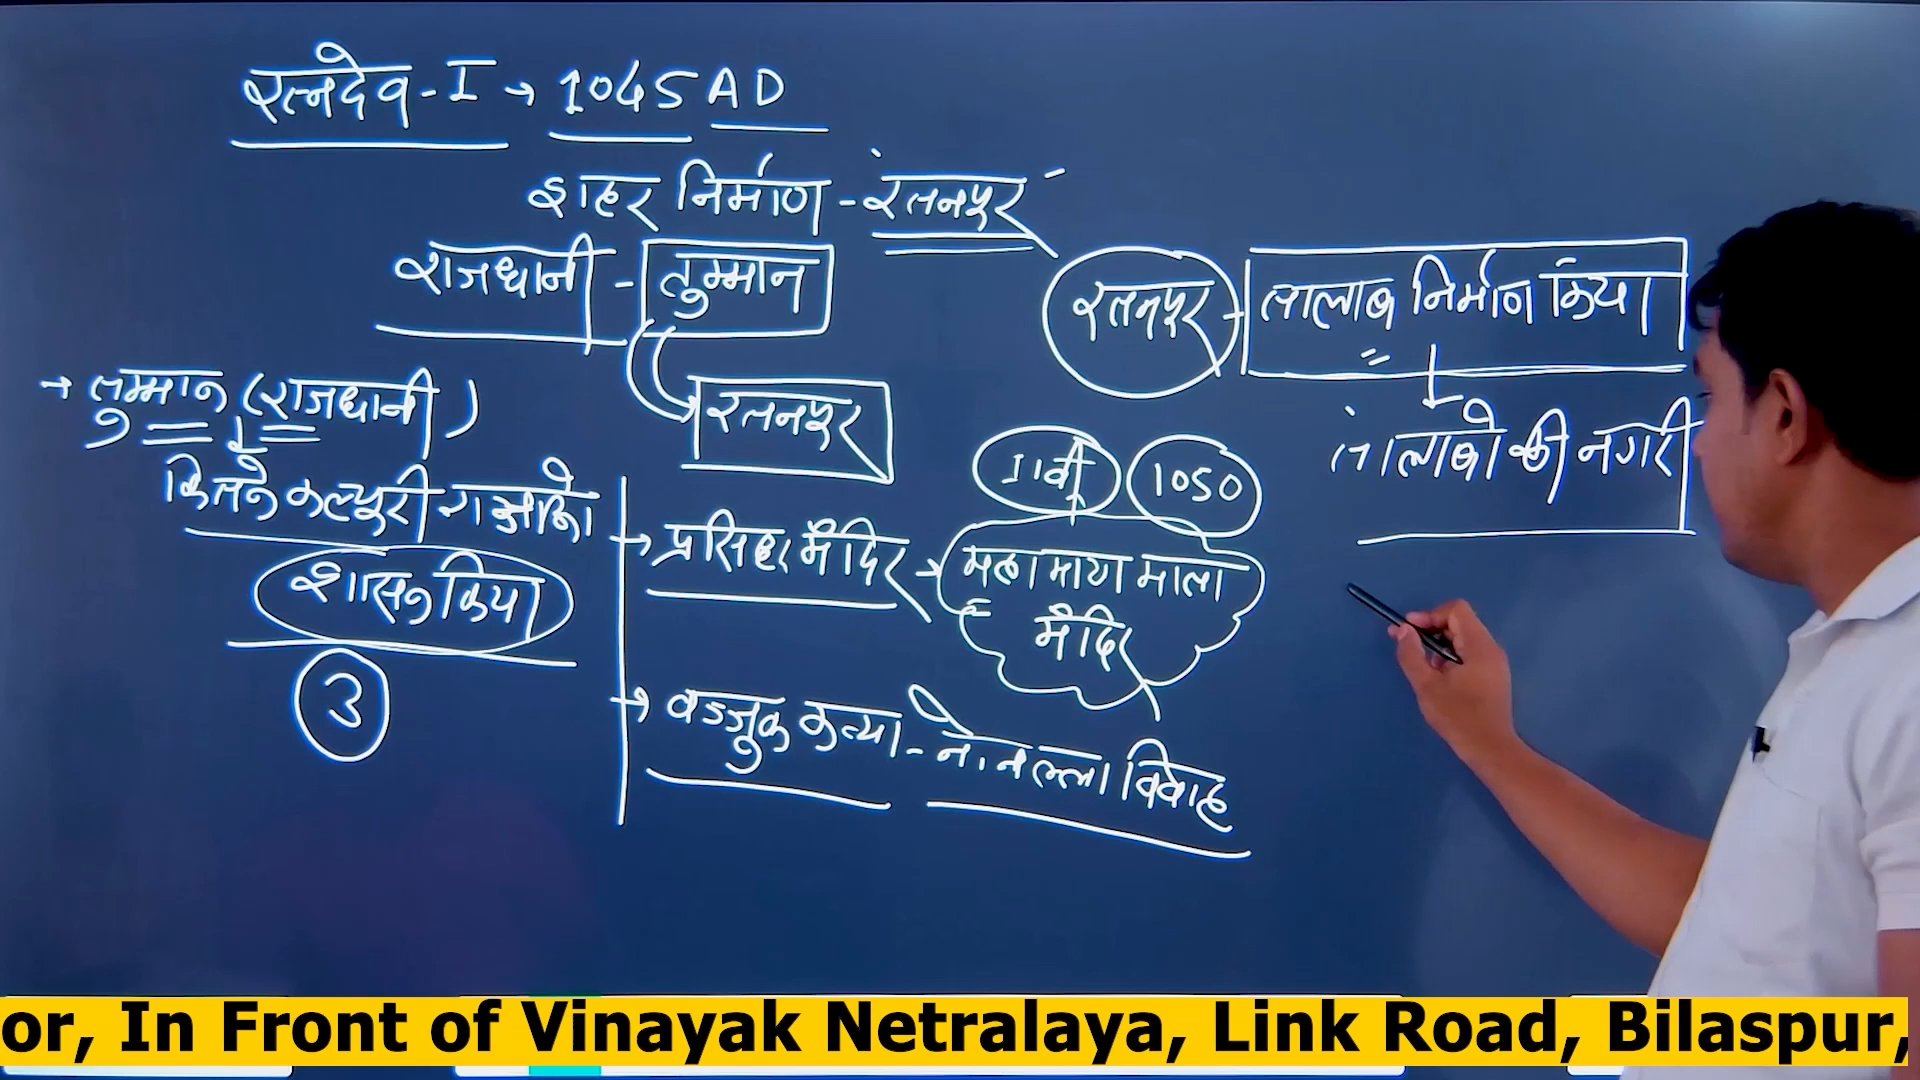 रत्नदेव - I → 1045 AD
शहर निर्माण - रतनपुर
राजधानी - तुम्मान
रतनपुर
रतनपुर - तालाब निर्माण किया
तालाबो की नगरी
→ तुम्मान (राजधानी)
कितने कल्चुरी
शासन किया
3
11वी 1050
→ प्रसिद्ध मंदिर → महामाया माता
मंदिर
→ वज्जुक कन्या - नोनल्ला विवाह
or, In Front of Vinayak Netralaya, Link Road, Bilaspur,